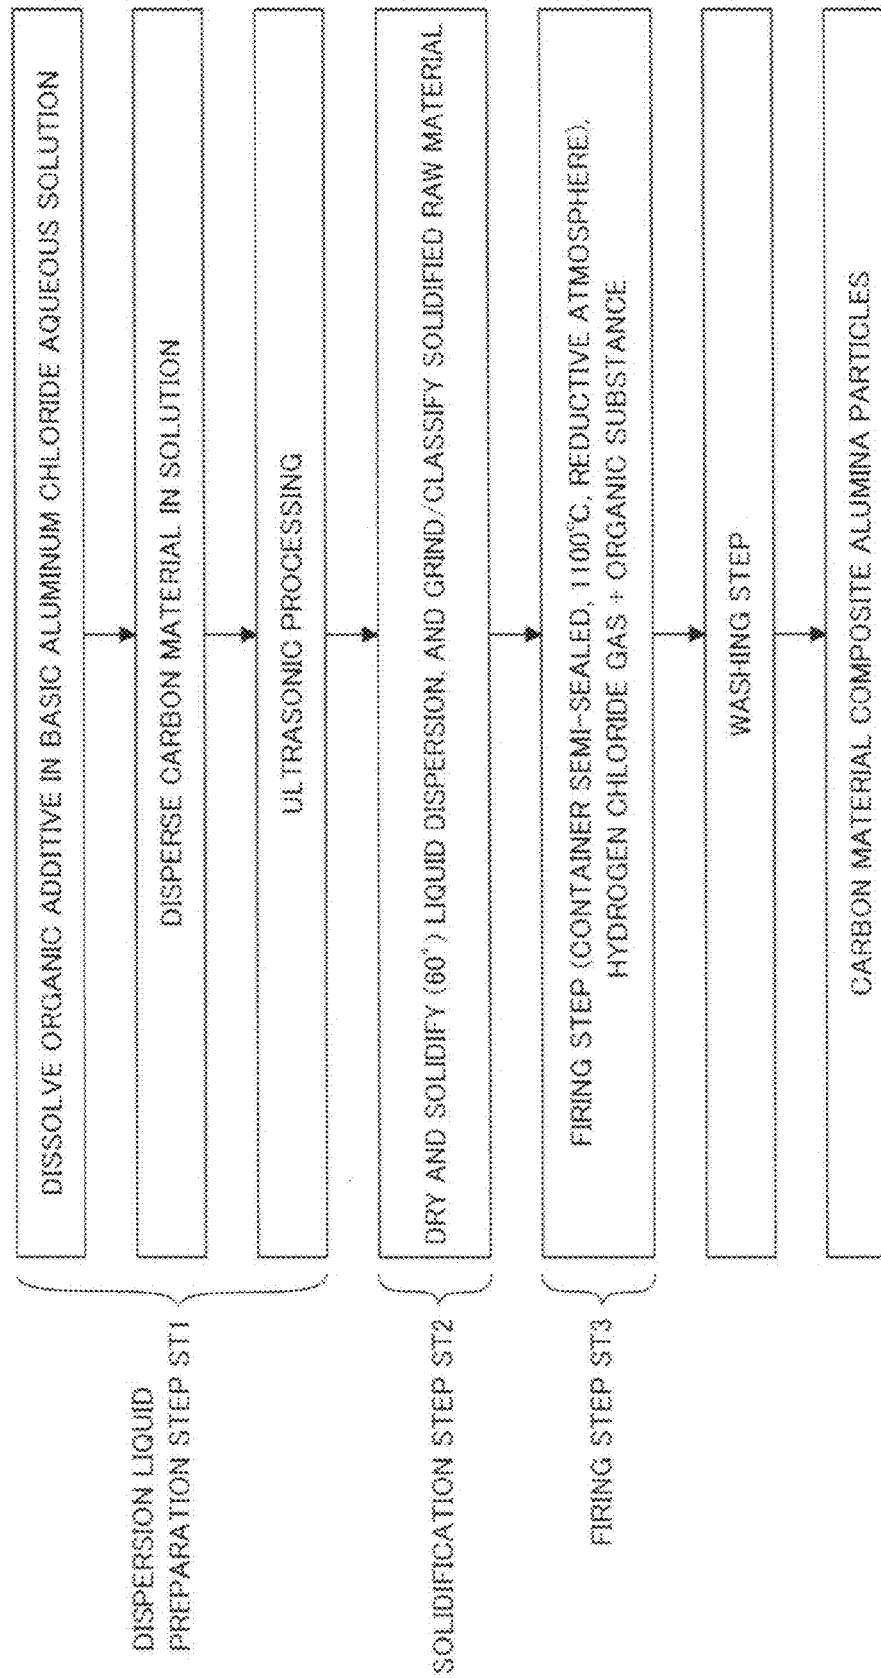 DISPERSION LIQUID
PREPARATION STEP ST1
DISSOLVE ORGANIC ADDITIVE IN BASIC ALUMINUM CHLORIDE AQUEOUS SOLUTION
DISPERSE CARBON MATERIAL IN SOLUTION
ULTRASONIC PROCESSING
SOLIDIFICATION STEP ST2
DRY AND SOLIDIFY (60°) LIQUID DISPERSION, AND GRIND/CLASSIFY SOLIDIFIED RAW MATERIAL
FIRING STEP ST3
FIRING STEP (CONTAINER SEMI-SEALED, 1100℃, REDUCTIVE ATMOSPHERE),
HYDROGEN CHLORIDE GAS + ORGANIC SUBSTANCE
WASHING STEP
CARBON MATERIAL COMPOSITE ALUMINA PARTICLES